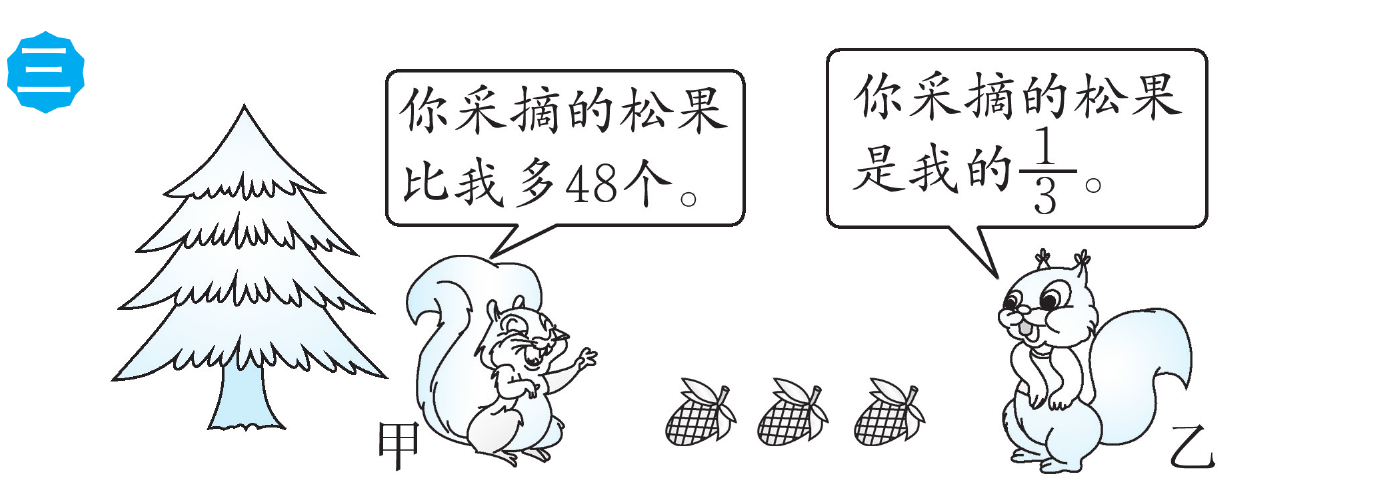 三
你采摘的松果
比我多48个。
你采摘的松果
是我的1/3。
甲
乙